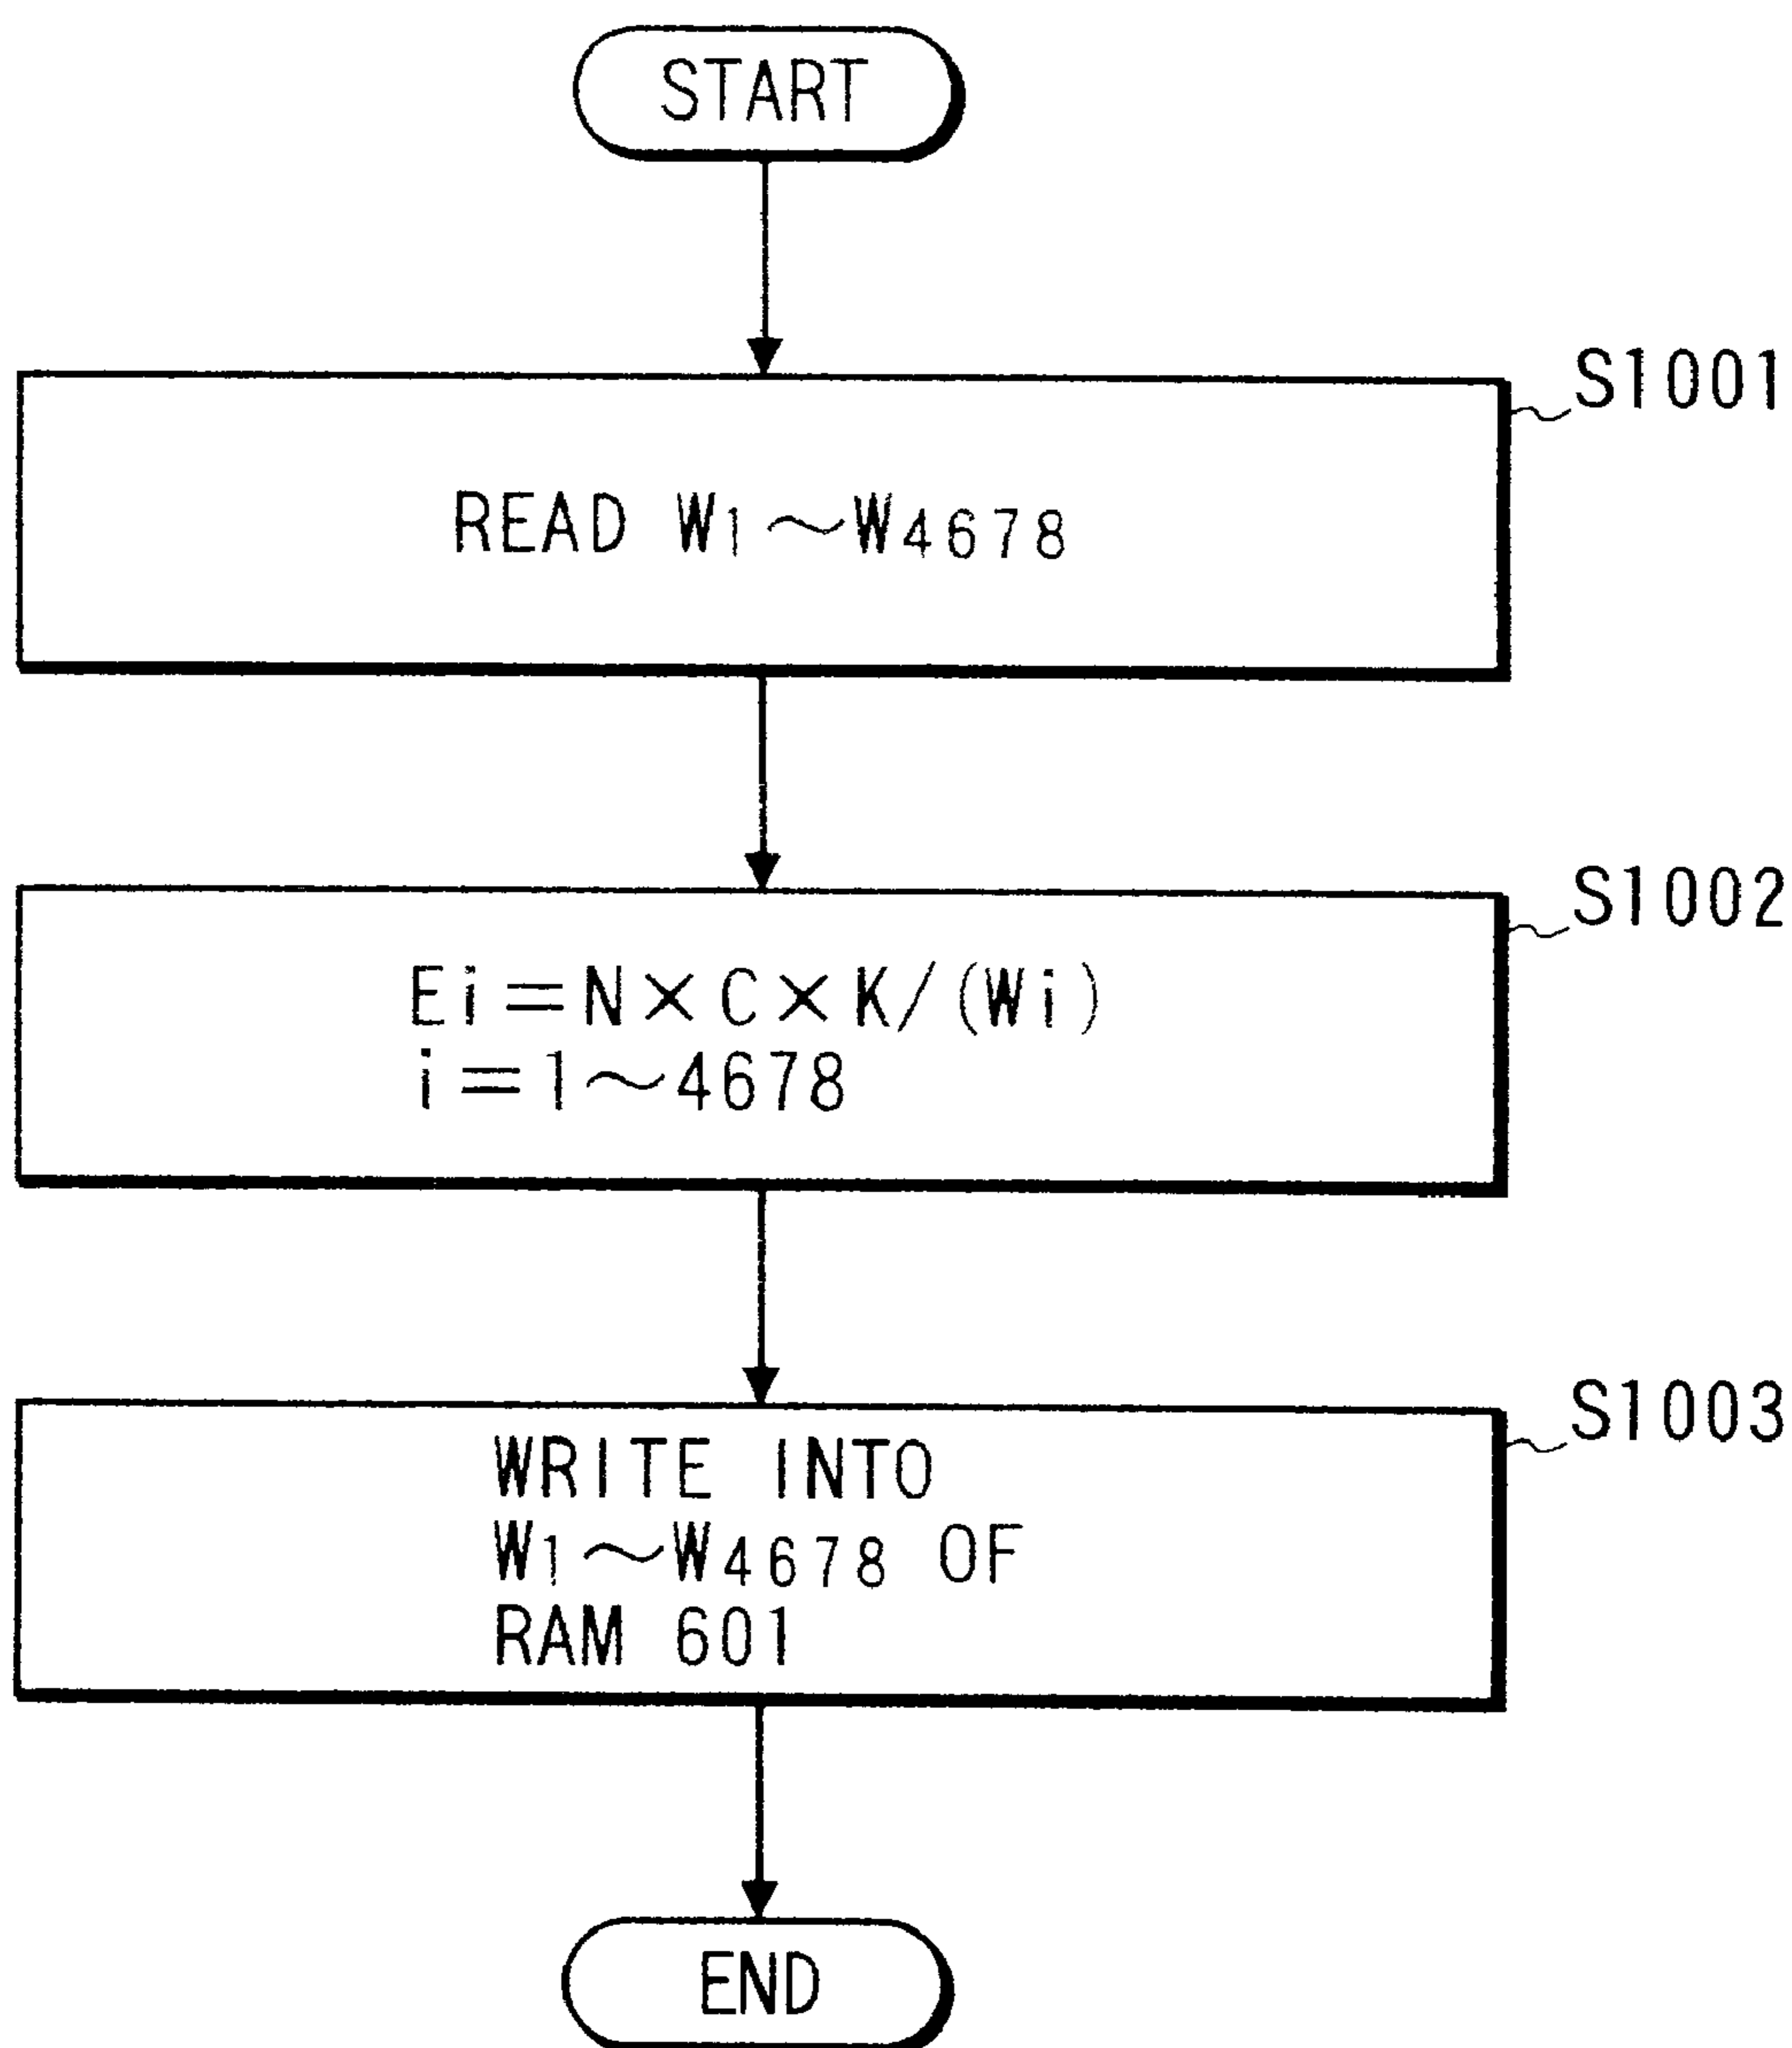 START
S1001
READ W1～W4678
S1002
Ei=N×C×K/(Wi)
i=1～4678
S1003
WRITE INTO
W1～W4678 OF
RAM 601
END